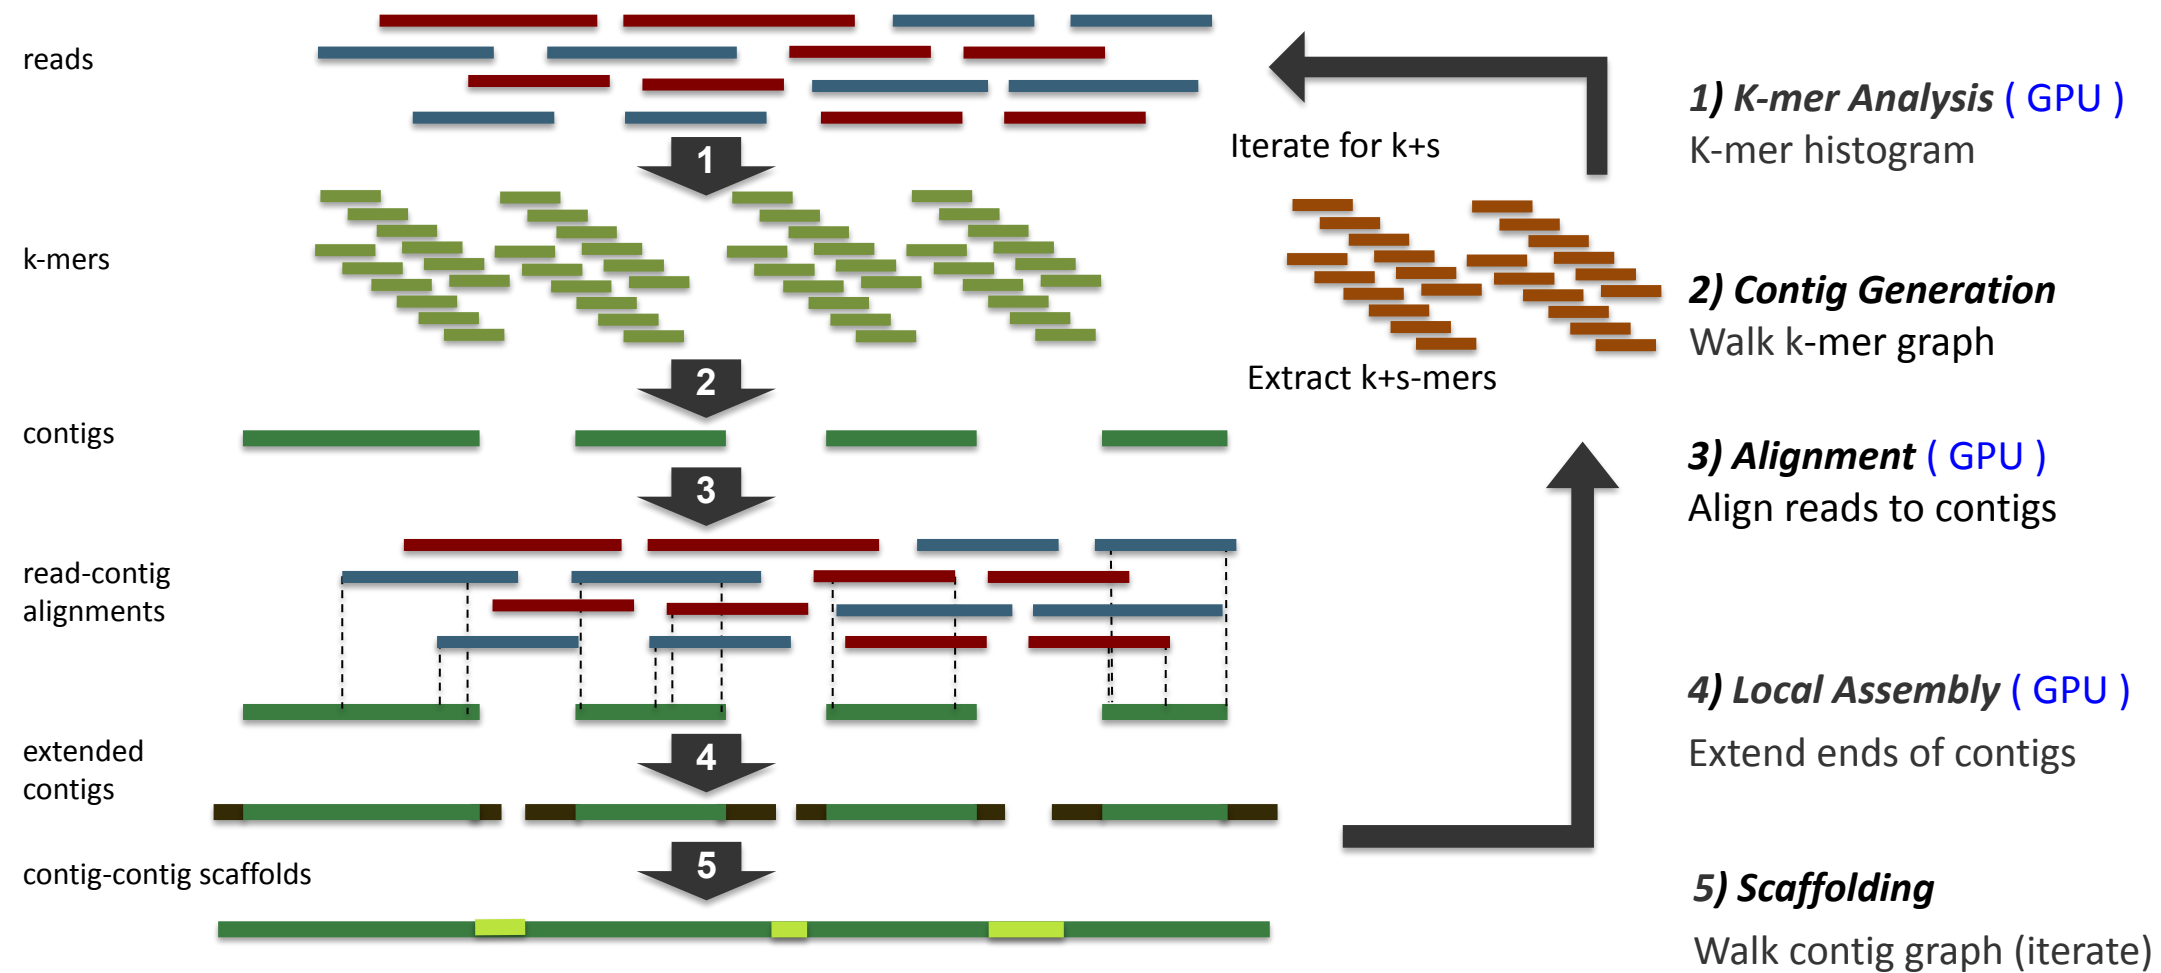 reads
1
k-mers
2
contigs
3
read-contig
alignments
extended
contigs
4
contig-contig scaffolds
5
Iterate for k+s
Extract k+s-mers
1) K-mer Analysis ( GPU )
K-mer histogram
2) Contig Generation
Walk k-mer graph
3) Alignment ( GPU )
Align reads to contigs
4) Local Assembly ( GPU )
Extend ends of contigs
5) Scaffolding
Walk contig graph (iterate)